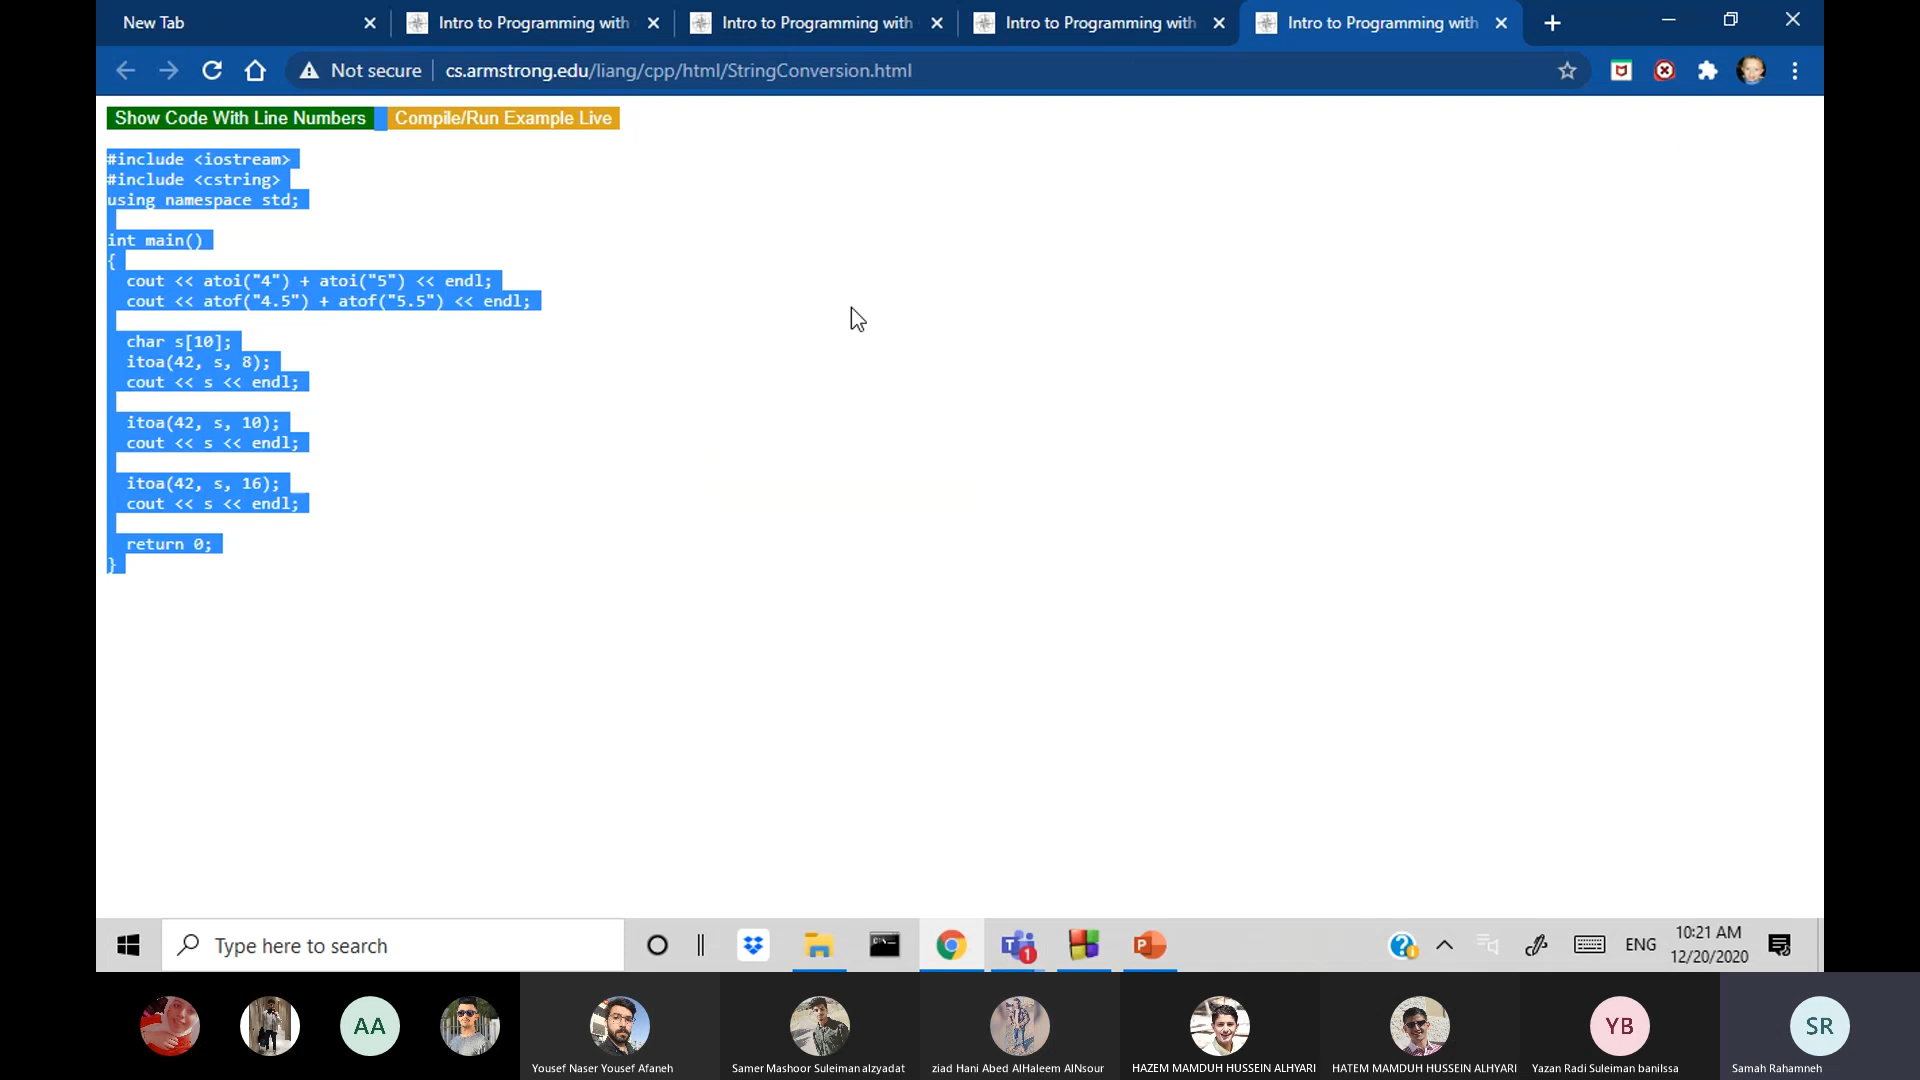 New Tab
Intro to Programming with
Intro to Programming with
Intro to Programming with
Intro to Programming with
Not secure
cs.armstrong.edu/liang/cpp/html/StringConversion.html
Show Code With Line Numbers
Compile/Run Example Live
#include <iostream>
#include <cstring>
using namespace std;
int main()
{
cout << atoi("4") + atoi("5") << endl;
cout << atof("4.5") + atof("5.5") << endl;
char s[10];
itoa(42, s, 8);
cout << s << endl;
itoa(42, s, 10);
cout << s << endl;
itoa(42, s, 16);
cout << s << endl;
return 0;
}
Type here to search
1
P
ENG
10:21 AM
12/20/2020
AA
YB
SR
Yousef Naser Yousef Afaneh
Samer Mashoor Suleiman alzyadat
ziad Hani Abed AlHaleem AlNsour
HAZEM MAMDUH HUSSEIN ALHYARI
HATEM MAMDUH HUSSEIN ALHYARI
Yazan Radi Suleiman banilssa
Samah Rahamneh